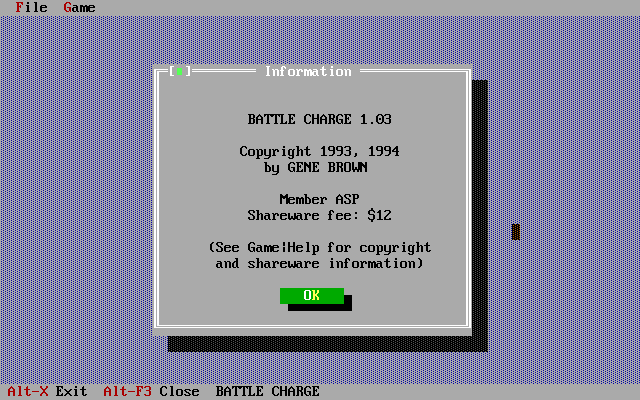 File Game
[■] Information
BATTLE CHARGE 1.03
Copyright 1993, 1994
by GENE BROWN
Member ASP
Shareware fee: $12
(See Game|Help for copyright
and shareware information)
OK
Alt-X Exit Alt-F3 Close BATTLE CHARGE